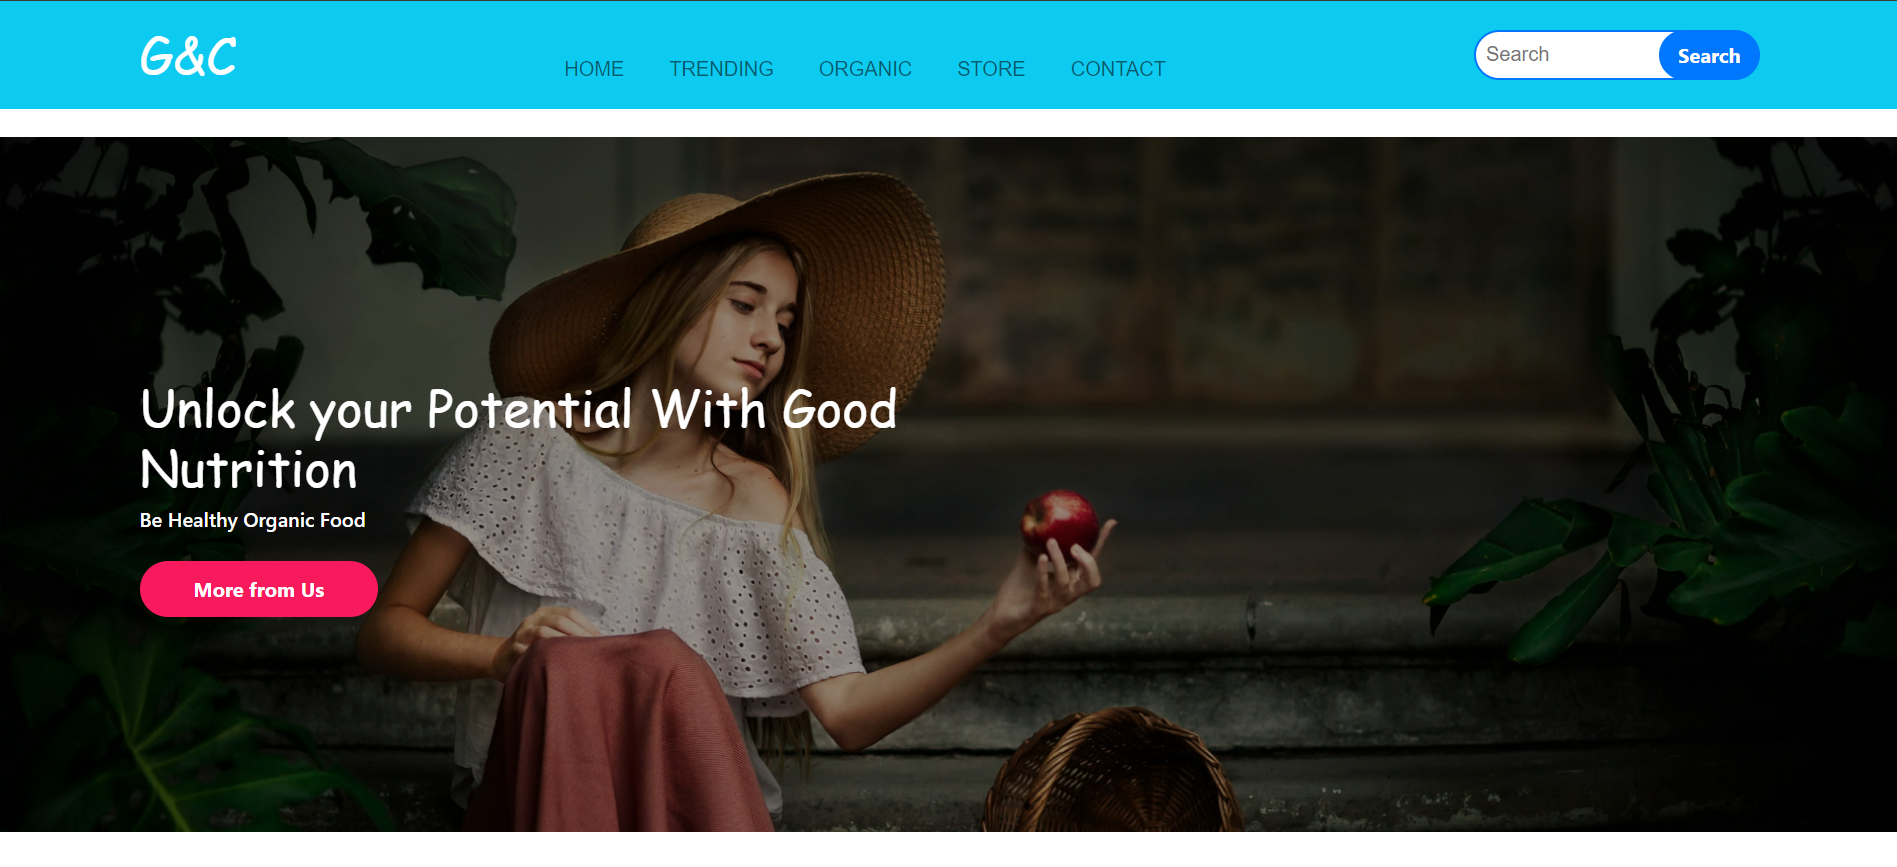 G&C
HOME TRENDING ORGANIC STORE CONTACT
Search Search
Unlock your Potential With Good
Nutrition
Be Healthy Organic Food
More from Us